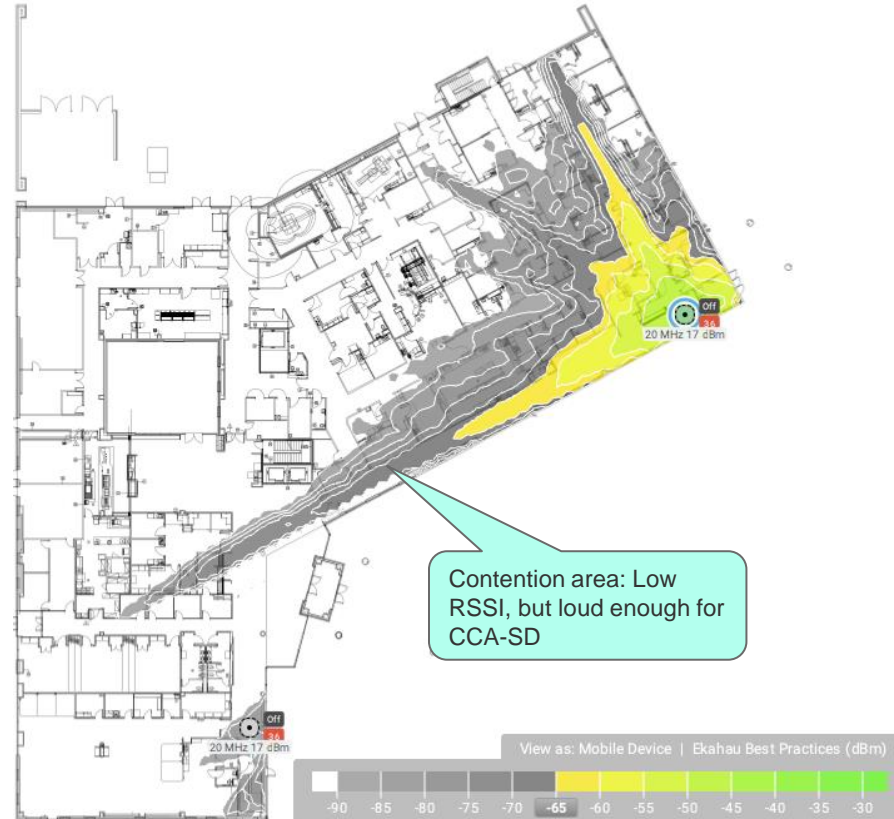 Off
36
20 MHz 17 dBm
Contention area: Low
RSSI, but loud enough for
CCA-SD
Off
36
20 MHz 17 dBm
View as: Mobile Device | Ekahau Best Practices (dBm)
-90 -85 -80 -75 -70 -65 -60 -55 -50 -45 -40 -35 -30